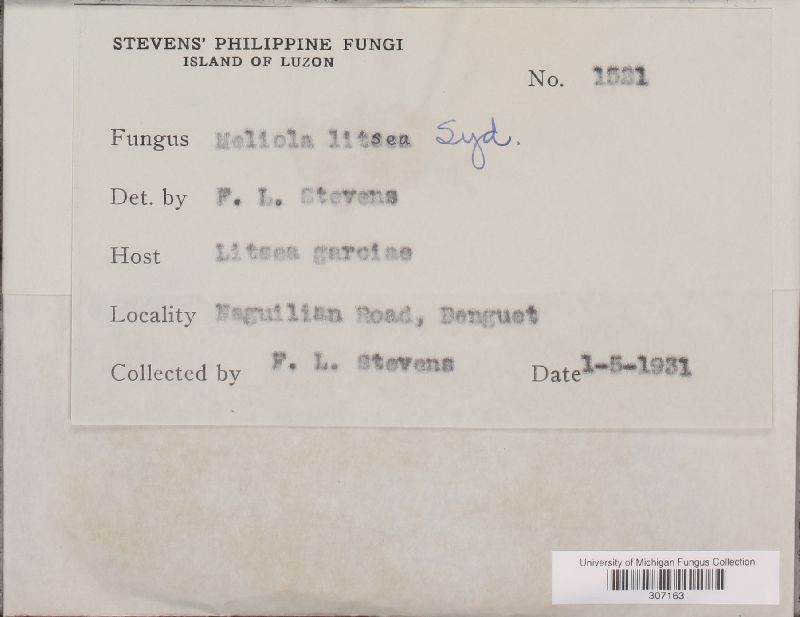 STEVENS' PHILIPPINE FUNGI
ISLAND OF LUZON
No. 1531
Fungus Meliola litsea Syd.
Det. by F. L. Stevens
Host Litsea garciae
Locality Naguilian Road, Benguet
Collected by F. L. Stevens Date 1-5-1931
University of Michigan Fungus Collection
307163